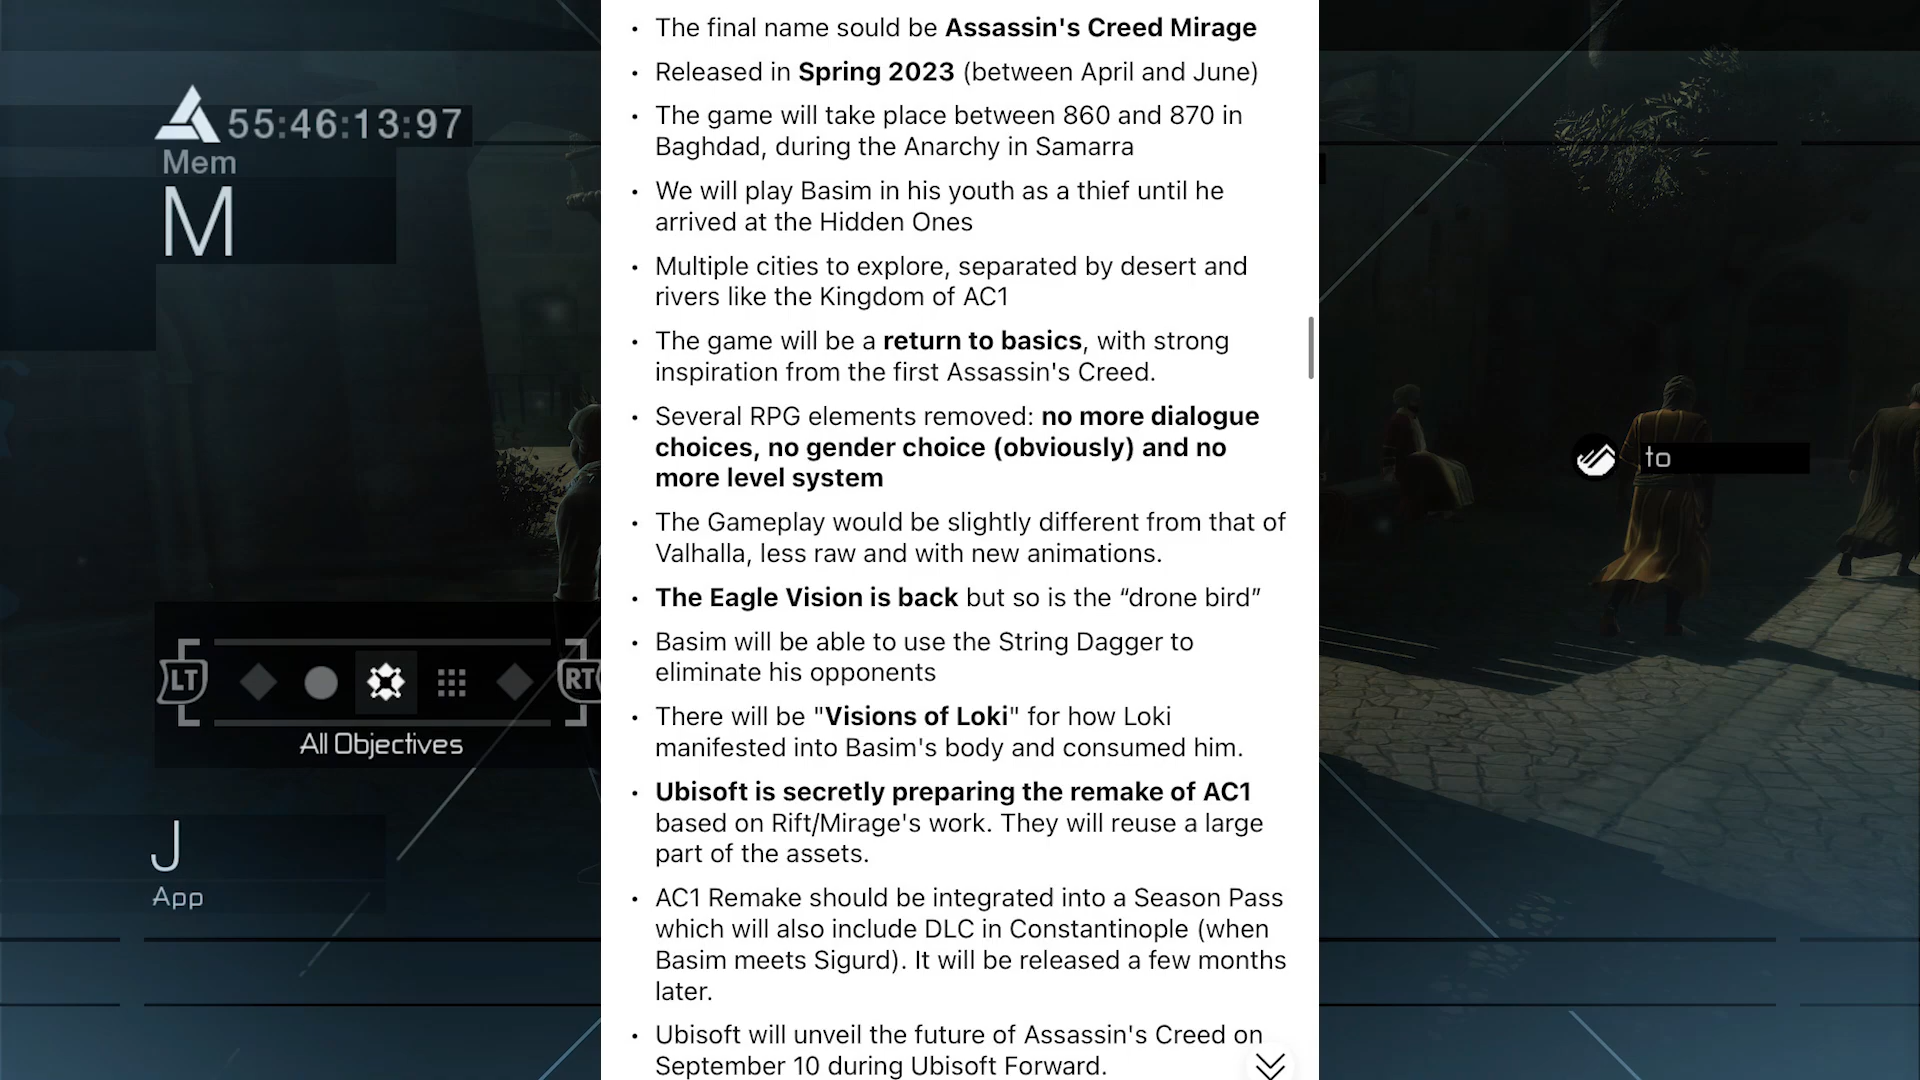 55:46:13:97
Mem
M
LT
RT
All Objectives
J
App
to
• The final name sould be Assassin's Creed Mirage
• Released in Spring 2023 (between April and June)
• The game will take place between 860 and 870 in
Baghdad, during the Anarchy in Samarra
• We will play Basim in his youth as a thief until he
arrived at the Hidden Ones
• Multiple cities to explore, separated by desert and
rivers like the Kingdom of AC1
• The game will be a return to basics, with strong
inspiration from the first Assassin's Creed.
• Several RPG elements removed: no more dialogue
choices, no gender choice (obviously) and no
more level system
• The Gameplay would be slightly different from that of
Valhalla, less raw and with new animations.
• The Eagle Vision is back but so is the “drone bird”
• Basim will be able to use the String Dagger to
eliminate his opponents
• There will be "Visions of Loki" for how Loki
manifested into Basim's body and consumed him.
• Ubisoft is secretly preparing the remake of AC1
based on Rift/Mirage's work. They will reuse a large
part of the assets.
• AC1 Remake should be integrated into a Season Pass
which will also include DLC in Constantinople (when
Basim meets Sigurd). It will be released a few months
later.
• Ubisoft will unveil the future of Assassin's Creed on
September 10 during Ubisoft Forward.